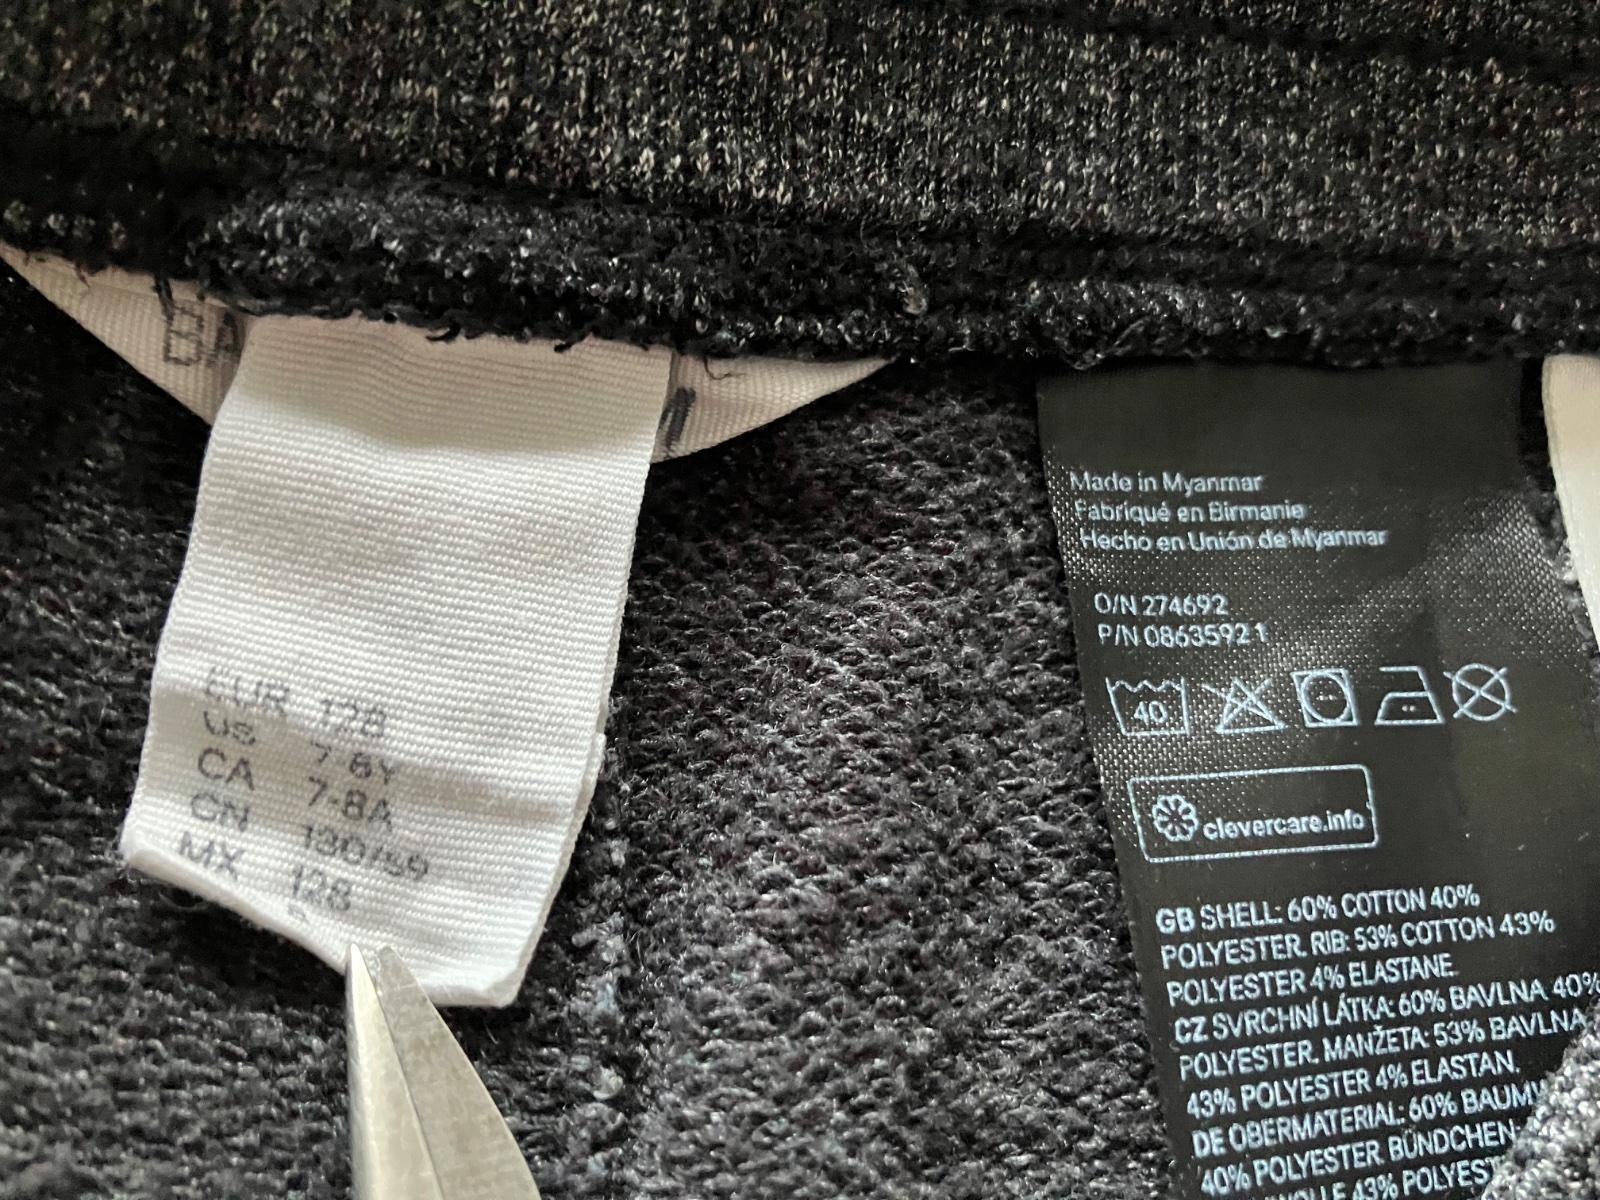 EUR 128
US 7-8Y
CA 7-8A
CN 130/59
MX 128
Made in Myanmar
Fabriqué en Birmanie
Hecho en Unión de Myanmar
O/N 274692
P/N 0863592 1
40
clevercare.info
GB SHELL: 60% COTTON 40%
POLYESTER. RIB: 53% COTTON 43%
POLYESTER 4% ELASTANE
CZ SVRCHNÍ LÁTKA: 60% BAVLNA 40%
POLYESTER. MANŽETA: 53% BAVLNA
43% POLYESTER 4% ELASTAN.
DE OBERMATERIAL: 60%
40% POLYESTER BÜNDCHEN:
43%